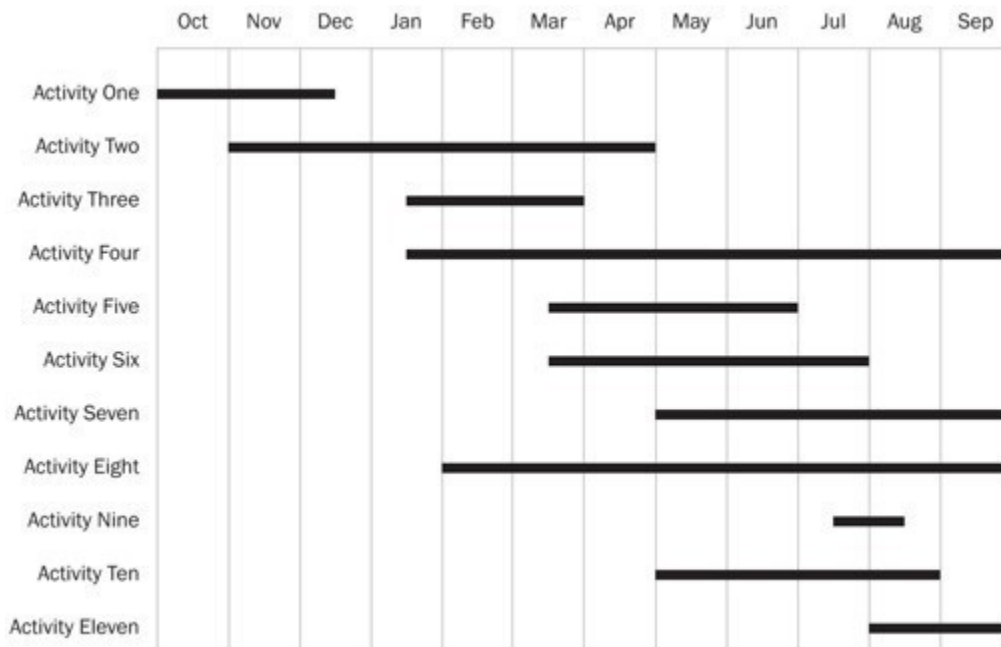 Oct Nov Dec Jan Feb Mar Apr May Jun Jul Aug Sep
Activity One
Activity Two
Activity Three
Activity Four
Activity Five
Activity Six
Activity Seven
Activity Eight
Activity Nine
Activity Ten
Activity Eleven